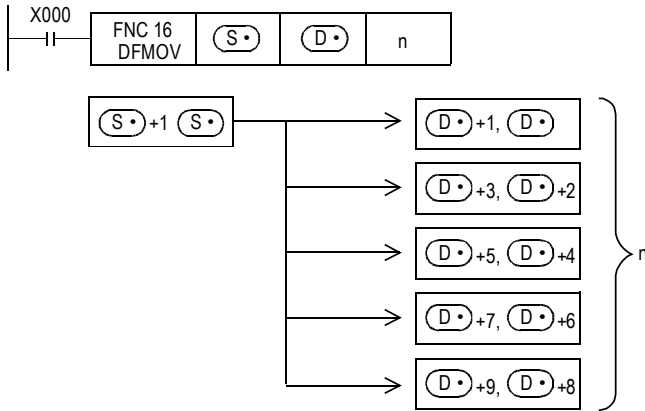 X000
FNC 16
DFMOV
S•
D•
n
S• +1 S•
D• +1, D•
D• +3, D• +2
D• +5, D• +4
n
D• +7, D• +6
D• +9, D• +8